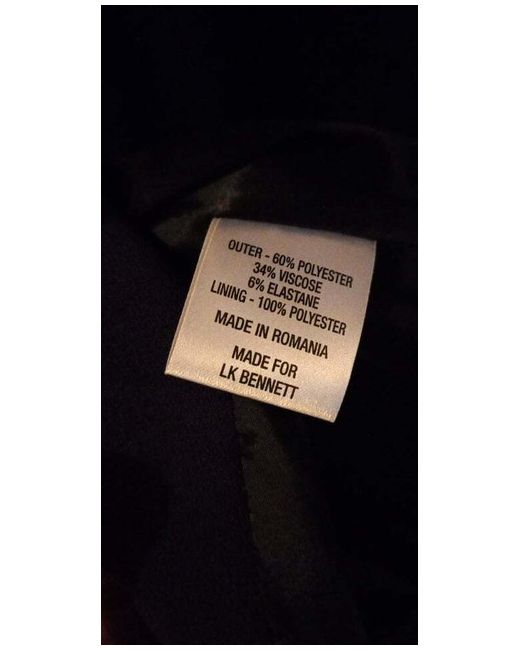 OUTER - 60% POLYESTER
34% VISCOSE
6% ELASTANE
LINING - 100% POLYESTER
MADE IN ROMANIA
MADE FOR
LK BENNETT